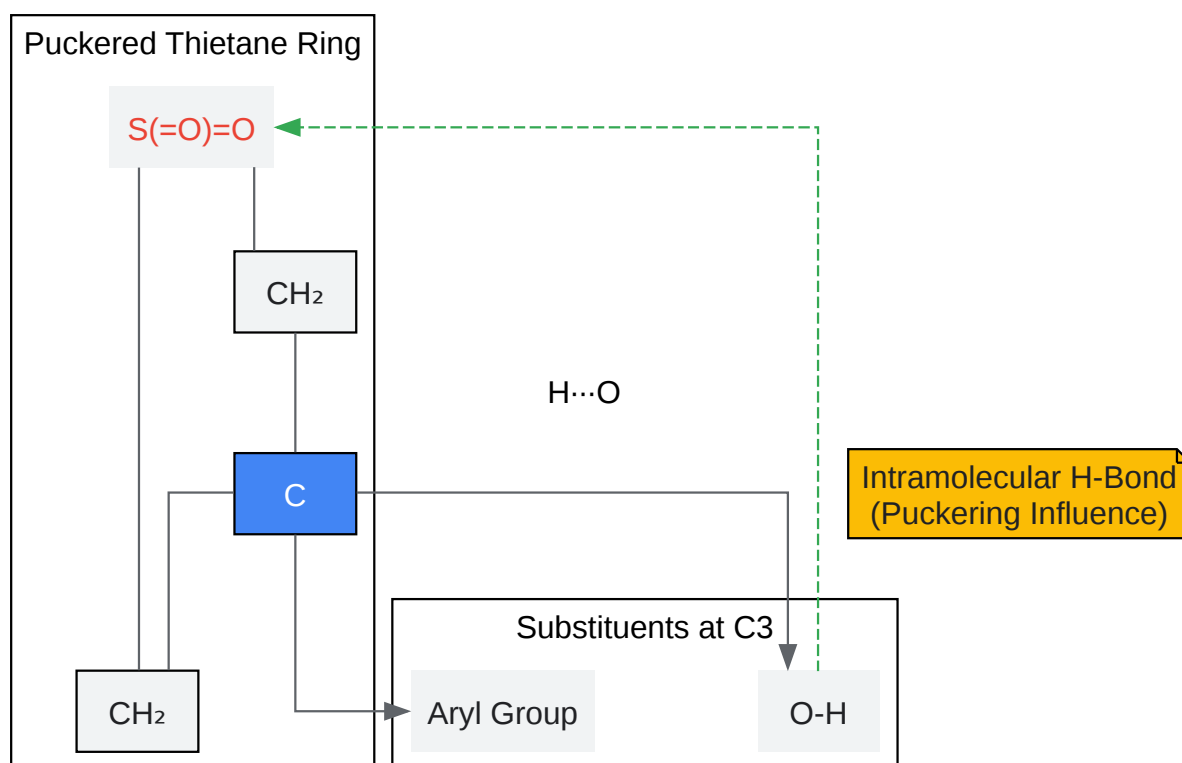 Puckered Thietane Ring
S(=O)=O
CH₂
H···O
C
Intramolecular H-Bond
(Puckering Influence)
Substituents at C3
CH₂
Aryl Group
O-H